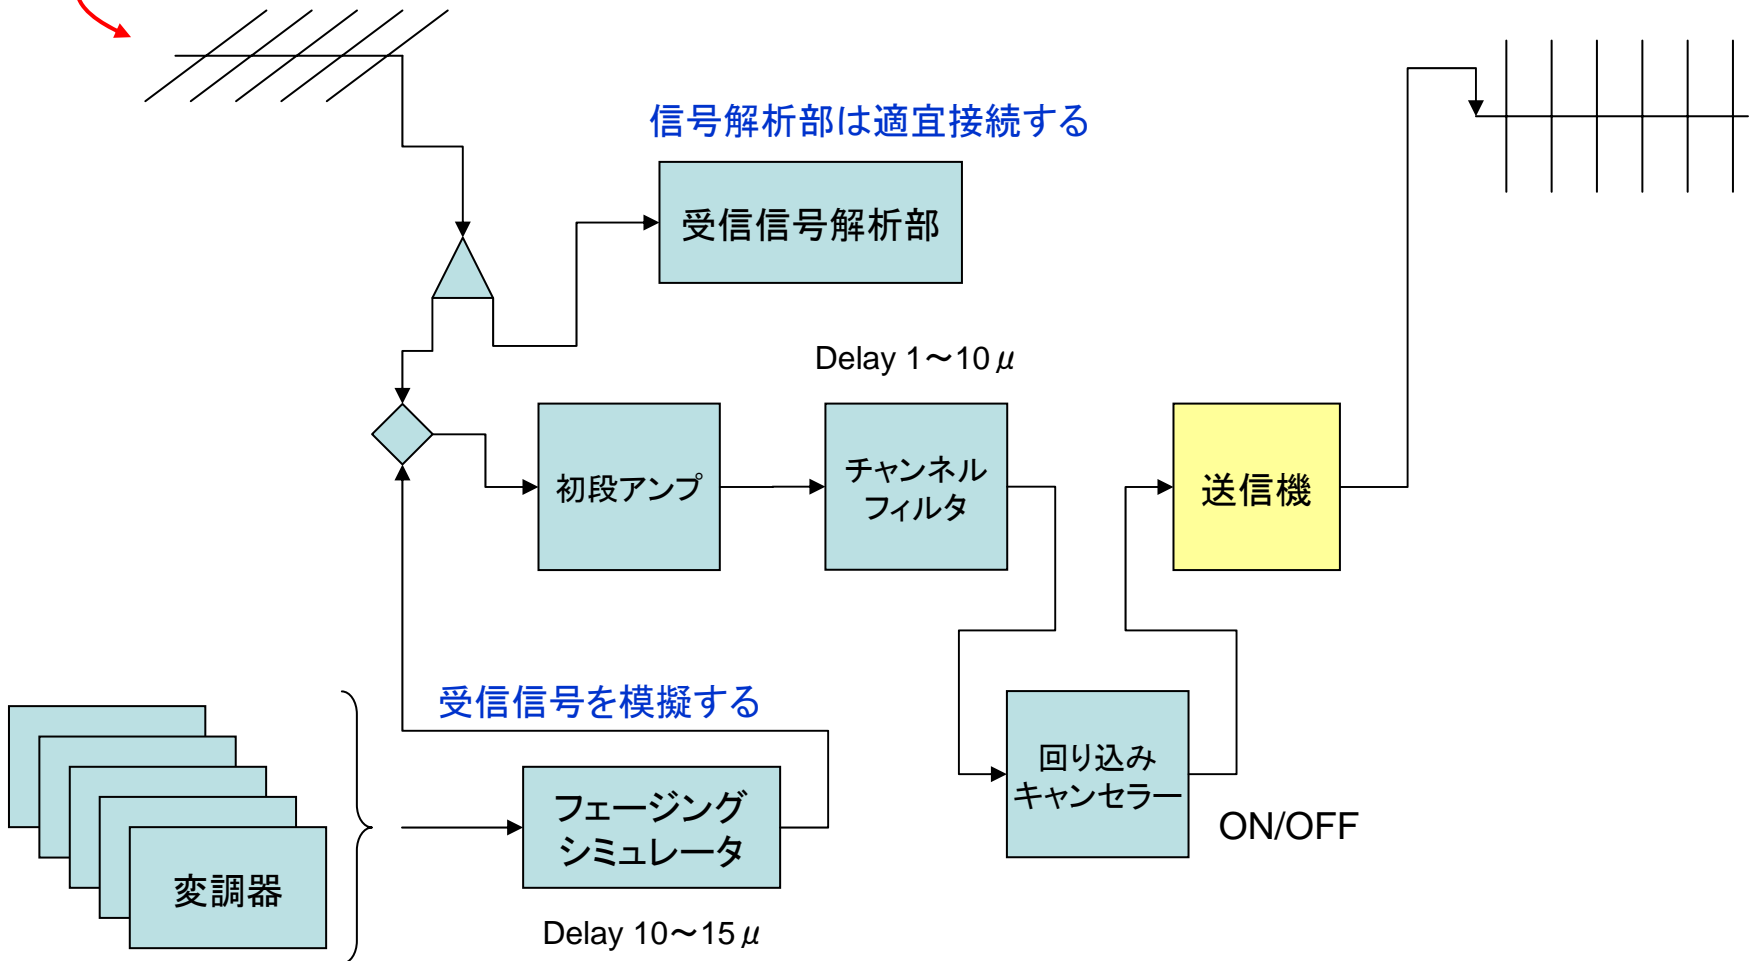 信号解析部は適宜接続する
受信信号解析部
Delay 1～10μ
初段アンプ
チャンネル
フィルタ
送信機
受信信号を模擬する
回り込み
キャンセラー
ON/OFF
フェージング
シミュレータ
変調器
Delay 10～15μ